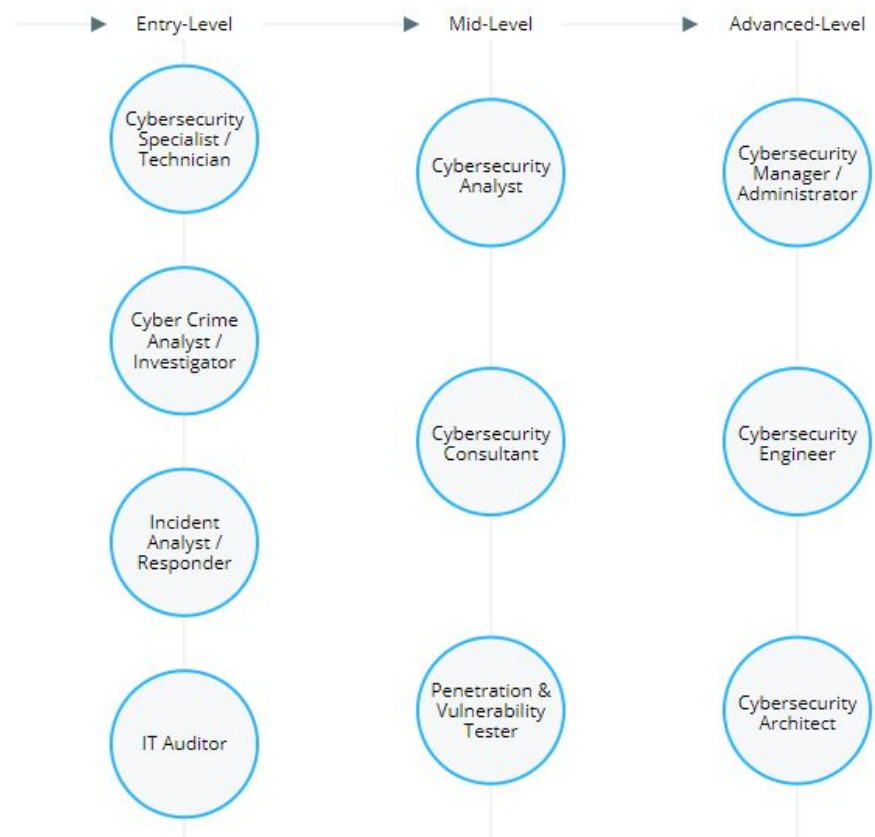 Entry-Level
Mid-Level
Advanced-Level
Cybersecurity
Specialist /
Technician
Cyber Crime
Analyst /
Investigator
Incident
Analyst /
Responder
IT Auditor
Cybersecurity
Analyst
Cybersecurity
Consultant
Penetration &
Vulnerability
Tester
Cybersecurity
Manager /
Administrator
Cybersecurity
Engineer
Cybersecurity
Architect